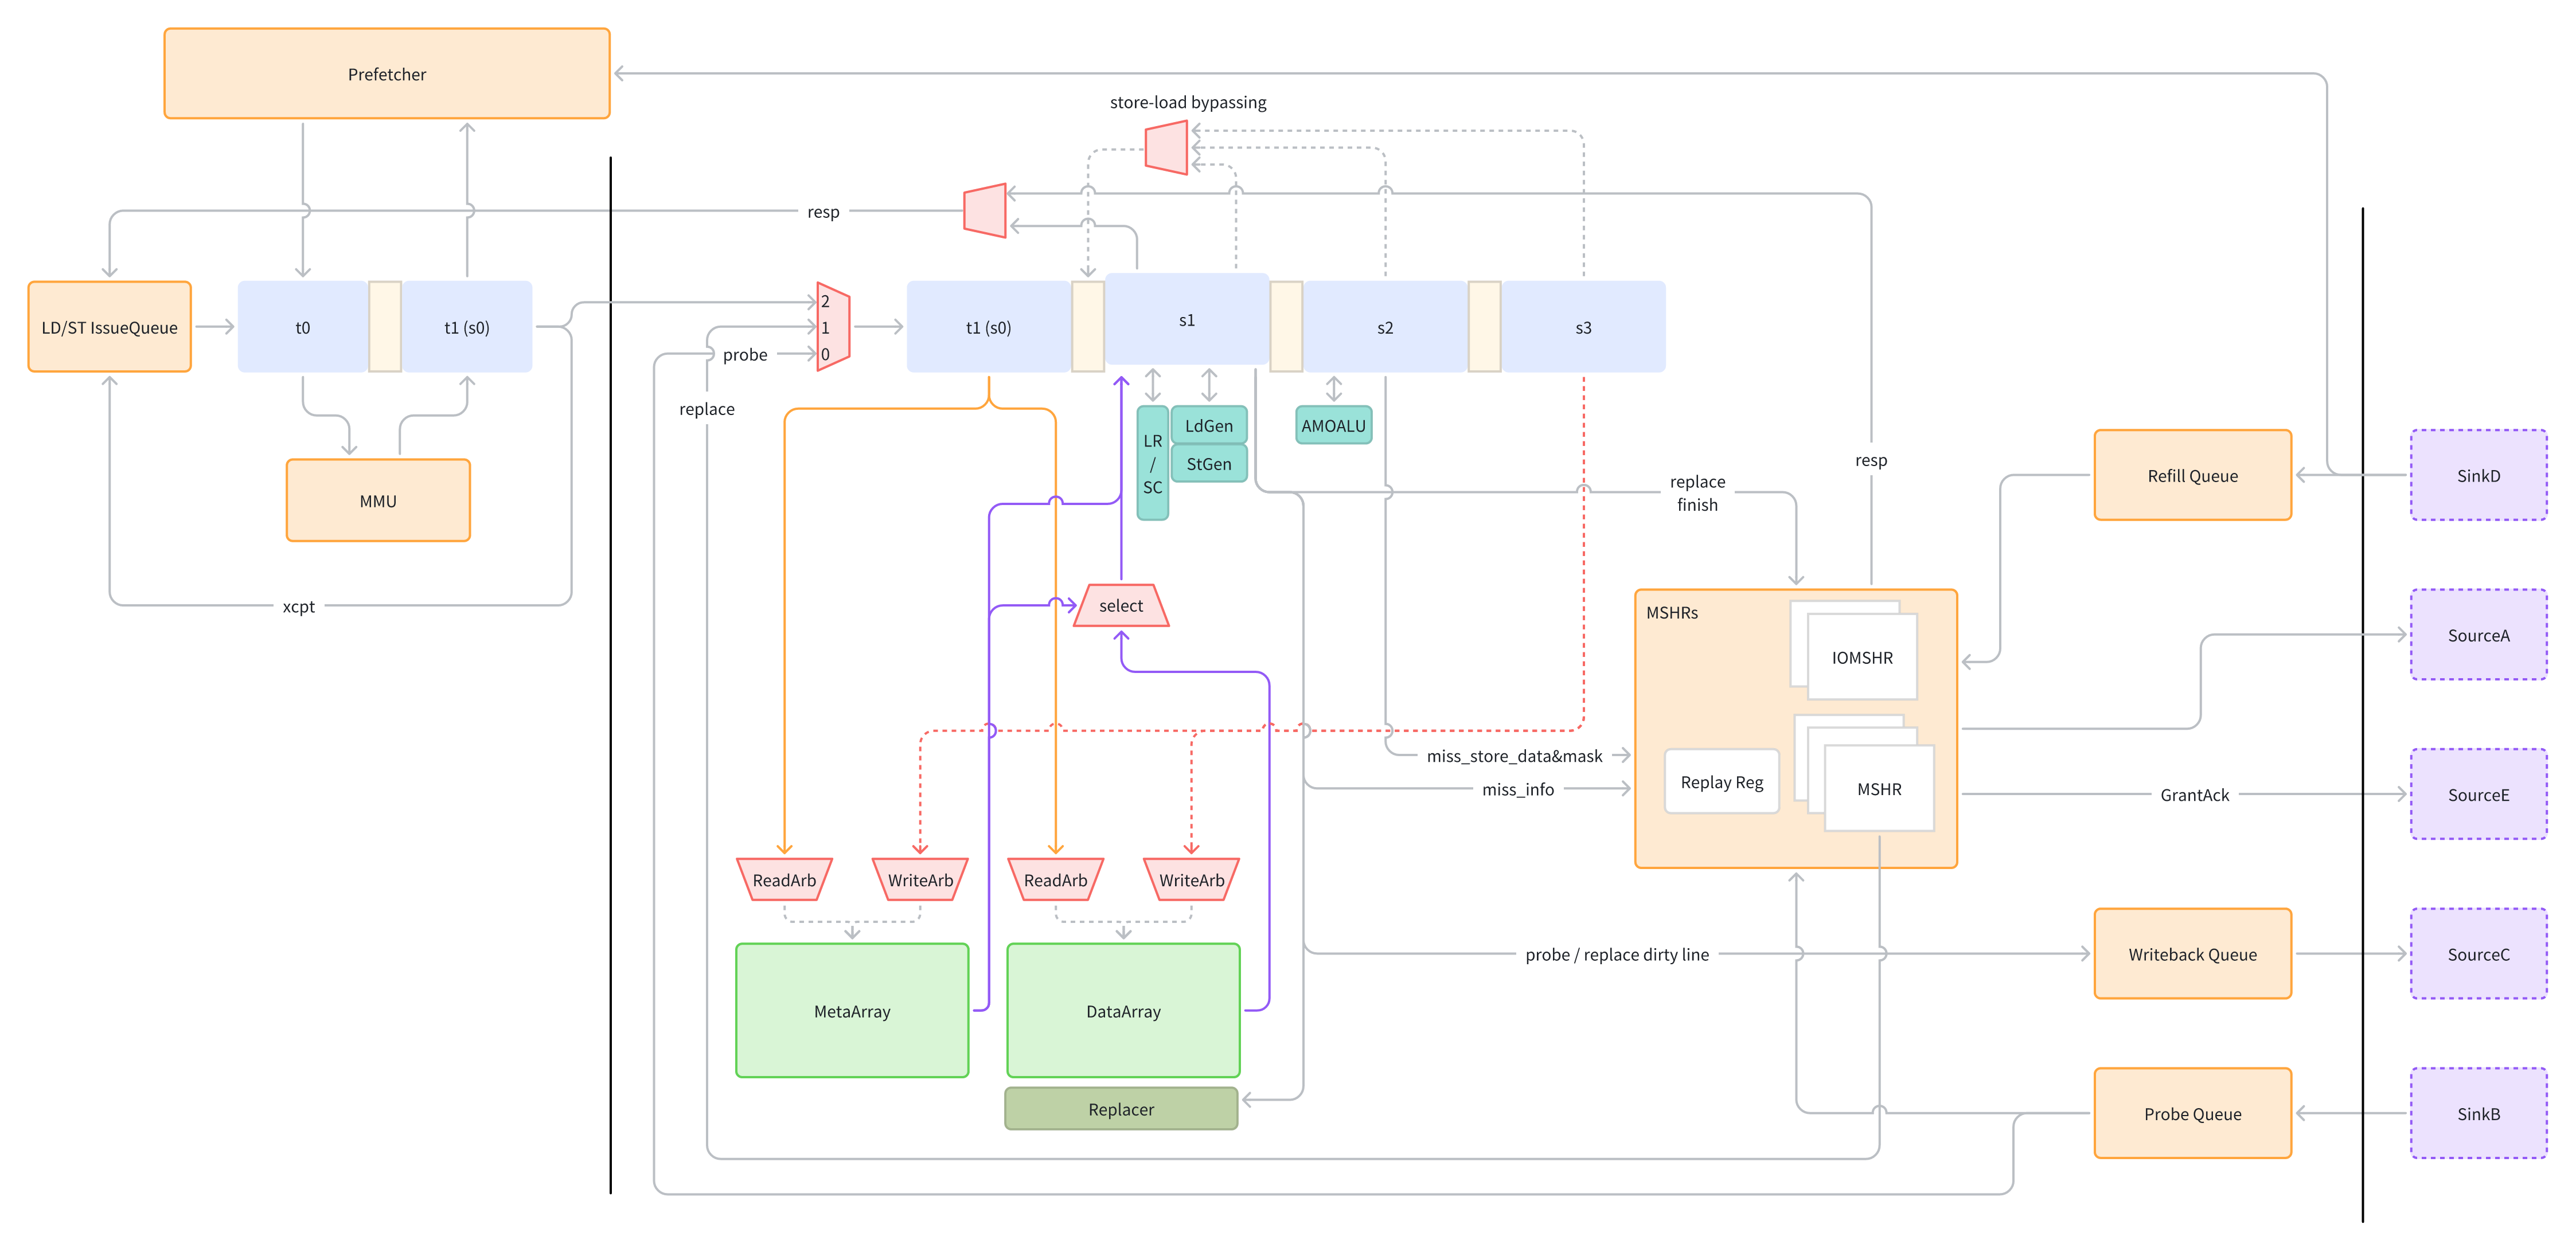 Prefetcher
store-load bypassing
resp
LD/ST IssueQueue
t0
t1 (s0)
2
1
0
probe
replace
t1 (s0)
s1
s2
s3
LR
/
SC
LdGen
StGen
AMOALU
MMU
xcpt
resp
replace
finish
Refill Queue
SinkD
select
MSHRs
IOMSHR
SourceA
miss_store_data&mask
miss_info
Replay Reg
MSHR
GrantAck
SourceE
ReadArb
WriteArb
ReadArb
WriteArb
probe / replace dirty line
Writeback Queue
SourceC
MetaArray
DataArray
Replacer
Probe Queue
SinkB